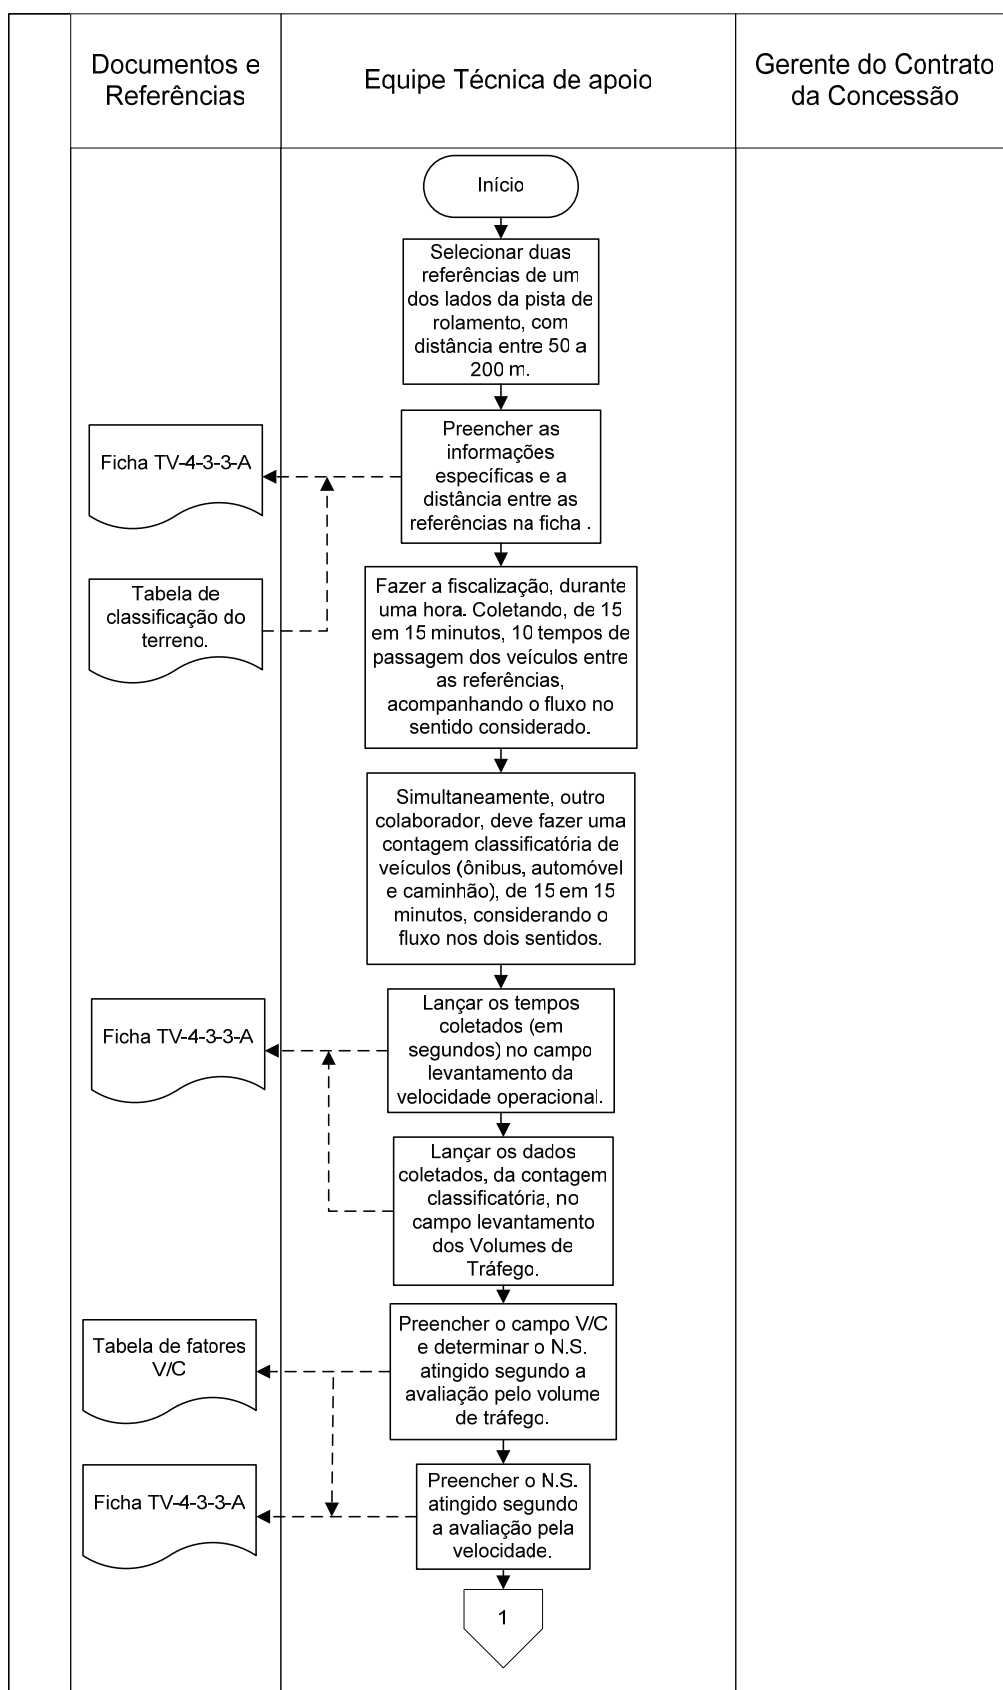 Documentos e
Referências
Equipe Técnica de apoio
Gerente do Contrato
da Concessão
Início
Selecionar duas
referências de um
dos lados da pista de
rolamento, com
distância entre 50 a
200 m.
Ficha TV-4-3-3-A
Preencher as
informações
específicas e a
distância entre as
referências na ficha .
Tabela de
classificação do
terreno.
Fazer a fiscalização, durante
uma hora. Coletando, de 15
em 15 minutos, 10 tempos de
passagem dos veículos entre
as referências,
acompanhando o fluxo no
sentido considerado.
Simultaneamente, outro
colaborador, deve fazer uma
contagem classificatória de
veículos (ônibus, automóvel
e caminhão), de 15 em 15
minutos, considerando o
fluxo nos dois sentidos.
Ficha TV-4-3-3-A
Lançar os tempos
coletados (em
segundos) no campo
levantamento da
velocidade operacional.
Lançar os dados
coletados, da contagem
classificatória, no
campo levantamento
dos Volumes de
Tráfego.
Tabela de fatores
V/C
Preencher o campo V/C
e determinar o N.S.
atingido segundo a
avaliação pelo volume
de tráfego.
Ficha TV-4-3-3-A
Preencher o N.S.
atingido segundo
a avaliação pela
velocidade.
1